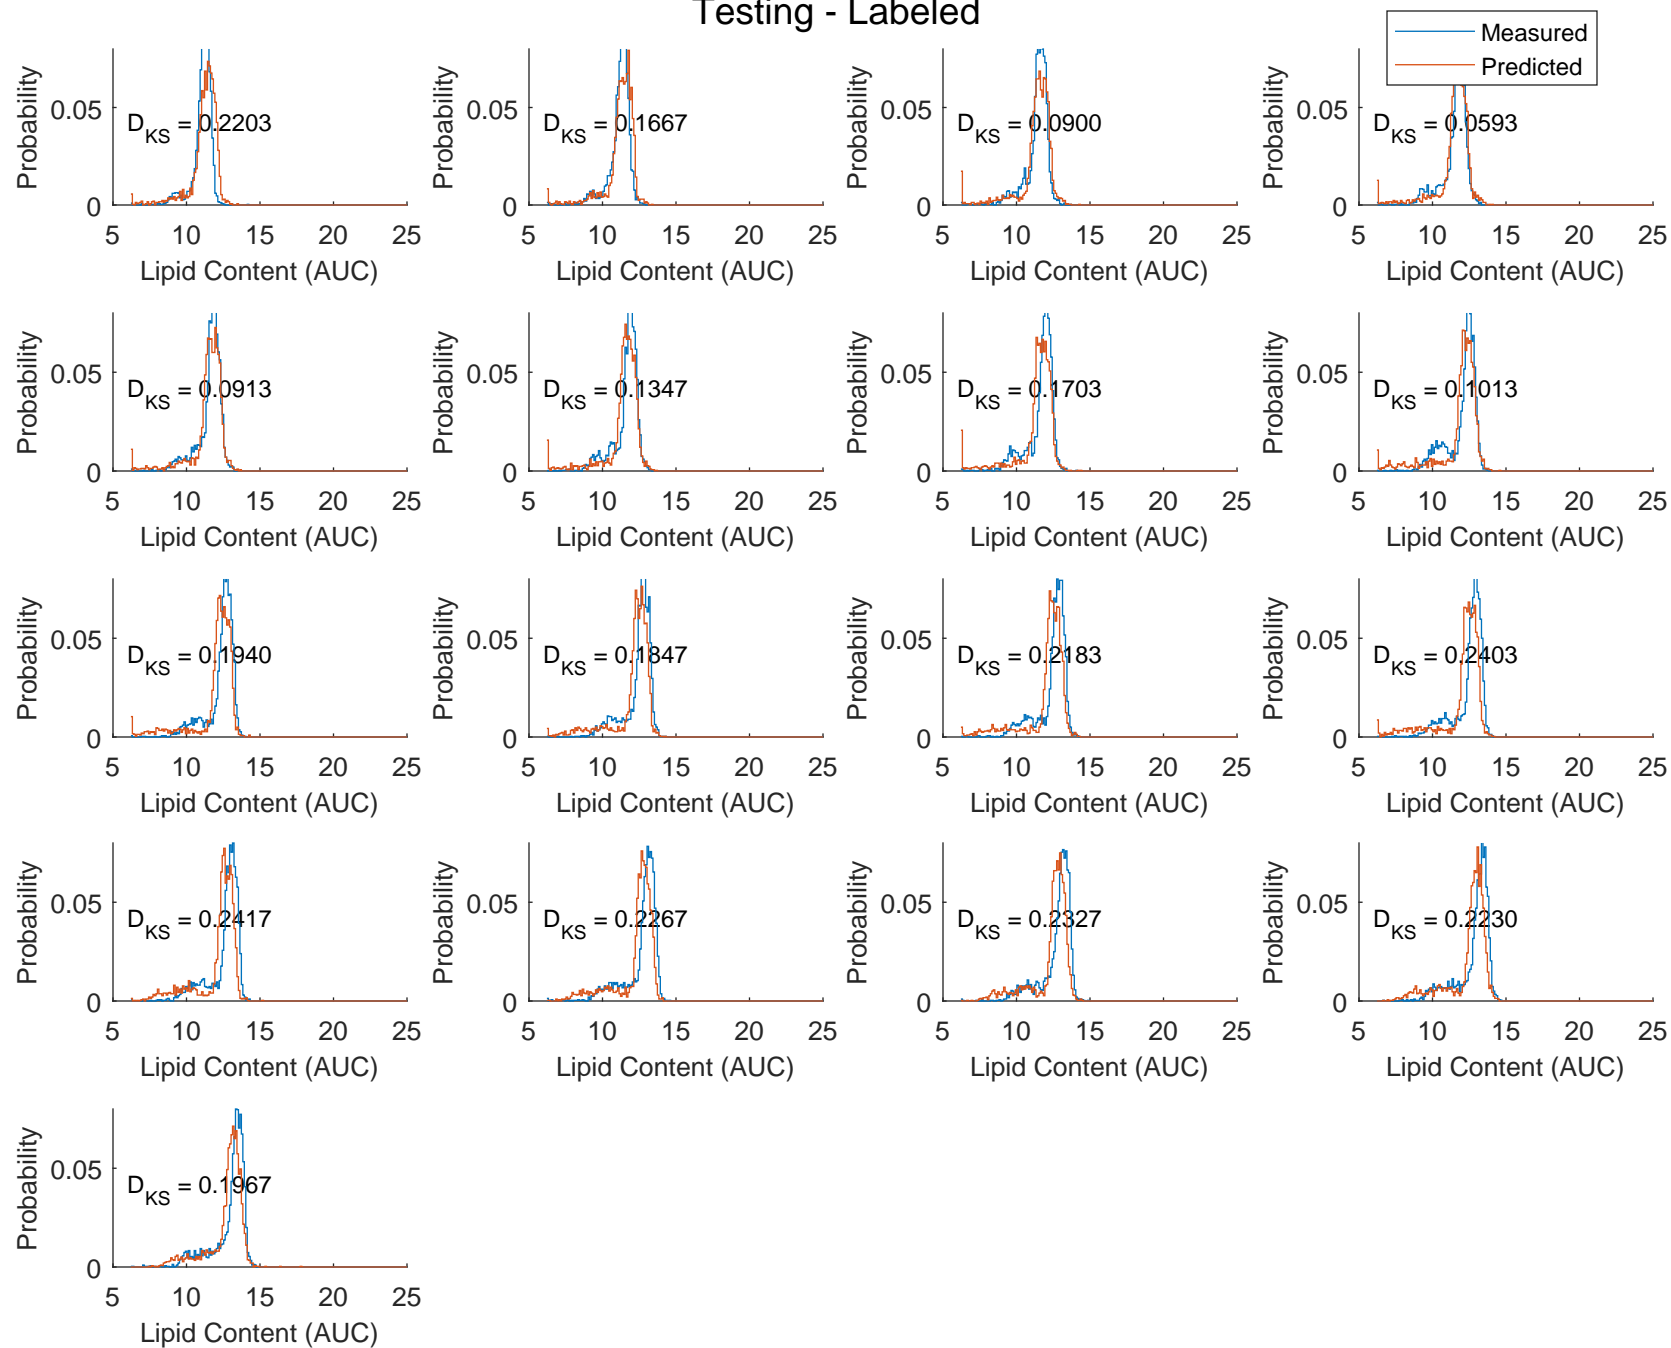 Testing - Labeled
Measured
Predicted
Probability
0.05
0
D_KS = 0.2203
5 10 15 20 25
Lipid Content (AUC)
Probability
0.05
0
D_KS = 0.1667
5 10 15 20 25
Lipid Content (AUC)
Probability
0.05
0
D_KS = 0.0900
5 10 15 20 25
Lipid Content (AUC)
Probability
0.05
0
D_KS = 0.0593
5 10 15 20 25
Lipid Content (AUC)
Probability
0.05
0
D_KS = 0.0913
5 10 15 20 25
Lipid Content (AUC)
Probability
0.05
0
D_KS = 0.1347
5 10 15 20 25
Lipid Content (AUC)
Probability
0.05
0
D_KS = 0.1703
5 10 15 20 25
Lipid Content (AUC)
Probability
0.05
0
D_KS = 0.1013
5 10 15 20 25
Lipid Content (AUC)
Probability
0.05
0
D_KS = 0.1940
5 10 15 20 25
Lipid Content (AUC)
Probability
0.05
0
D_KS = 0.1847
5 10 15 20 25
Lipid Content (AUC)
Probability
0.05
0
D_KS = 0.2183
5 10 15 20 25
Lipid Content (AUC)
Probability
0.05
0
D_KS = 0.2403
5 10 15 20 25
Lipid Content (AUC)
Probability
0.05
0
D_KS = 0.2417
5 10 15 20 25
Lipid Content (AUC)
Probability
0.05
0
D_KS = 0.2267
5 10 15 20 25
Lipid Content (AUC)
Probability
0.05
0
D_KS = 0.2327
5 10 15 20 25
Lipid Content (AUC)
Probability
0.05
0
D_KS = 0.2230
5 10 15 20 25
Lipid Content (AUC)
Probability
0.05
0
D_KS = 0.1967
5 10 15 20 25
Lipid Content (AUC)